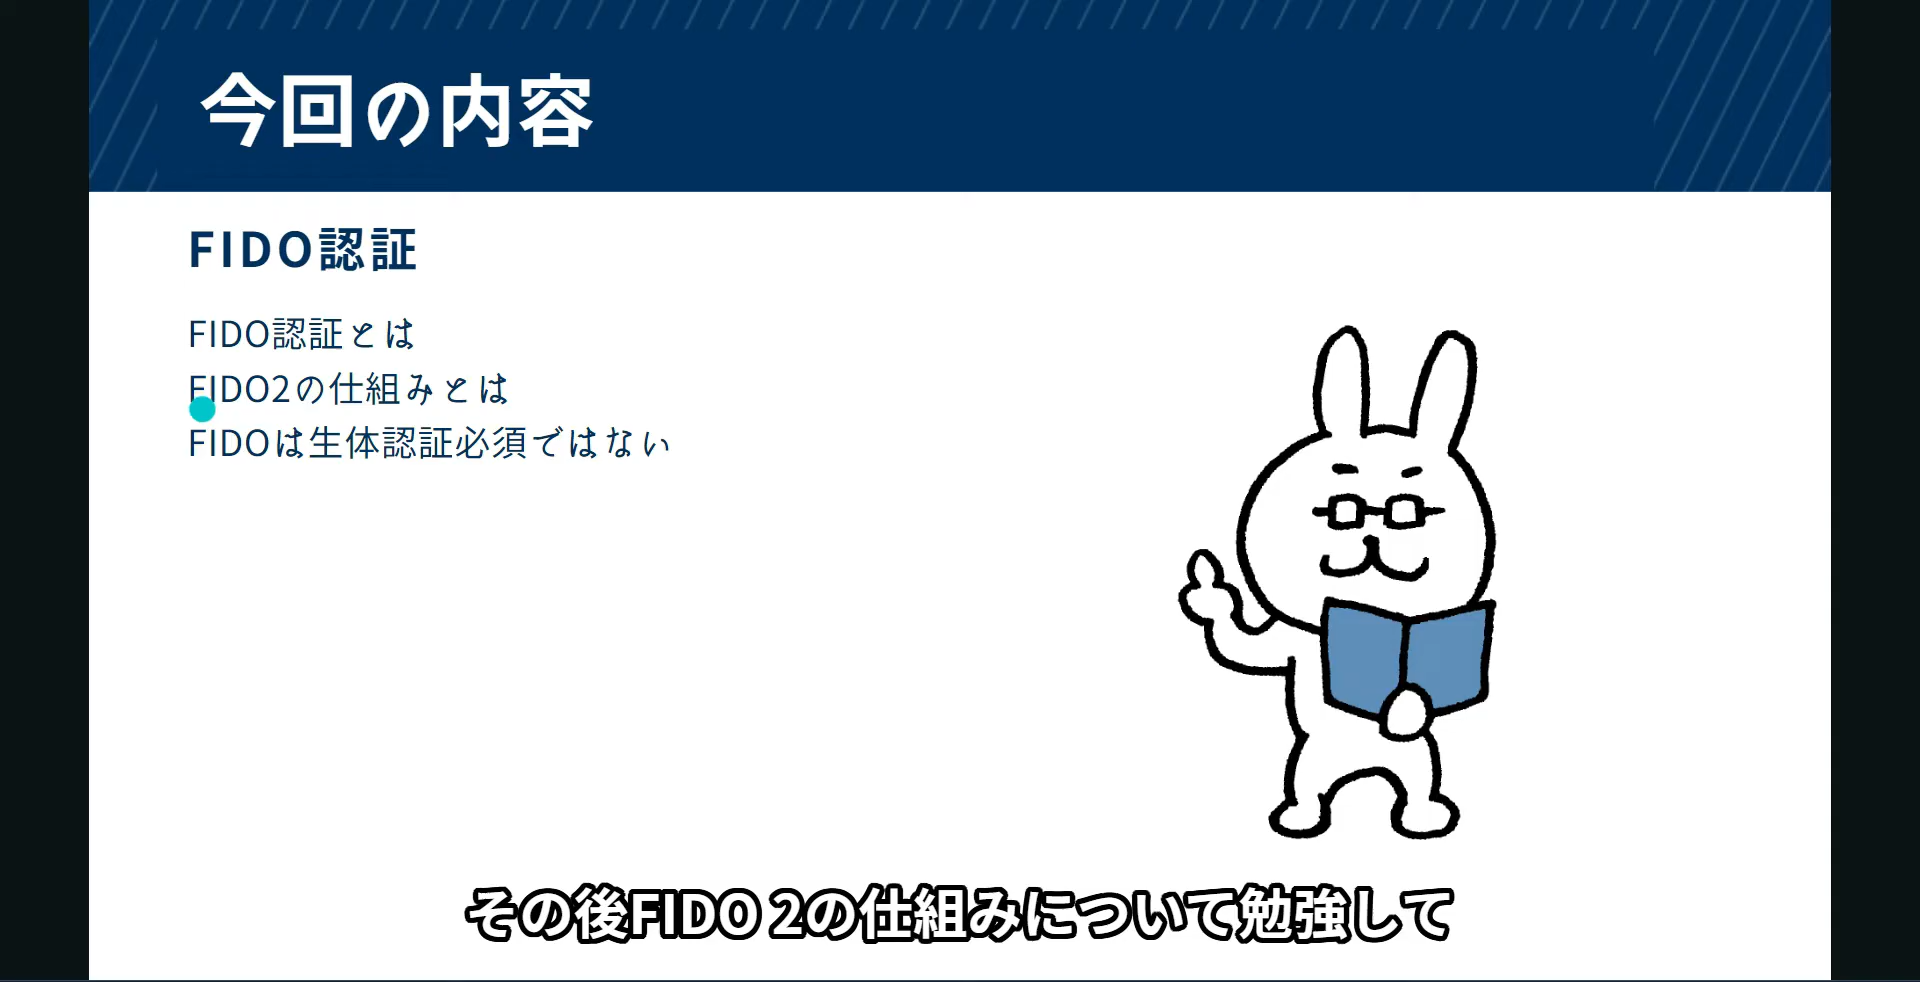 今回の内容
FIDO認証
FIDO認証とは
FIDO2の仕組みとは
FIDOは生体認証必須ではない
その後FIDO 2の仕組みについて勉強して